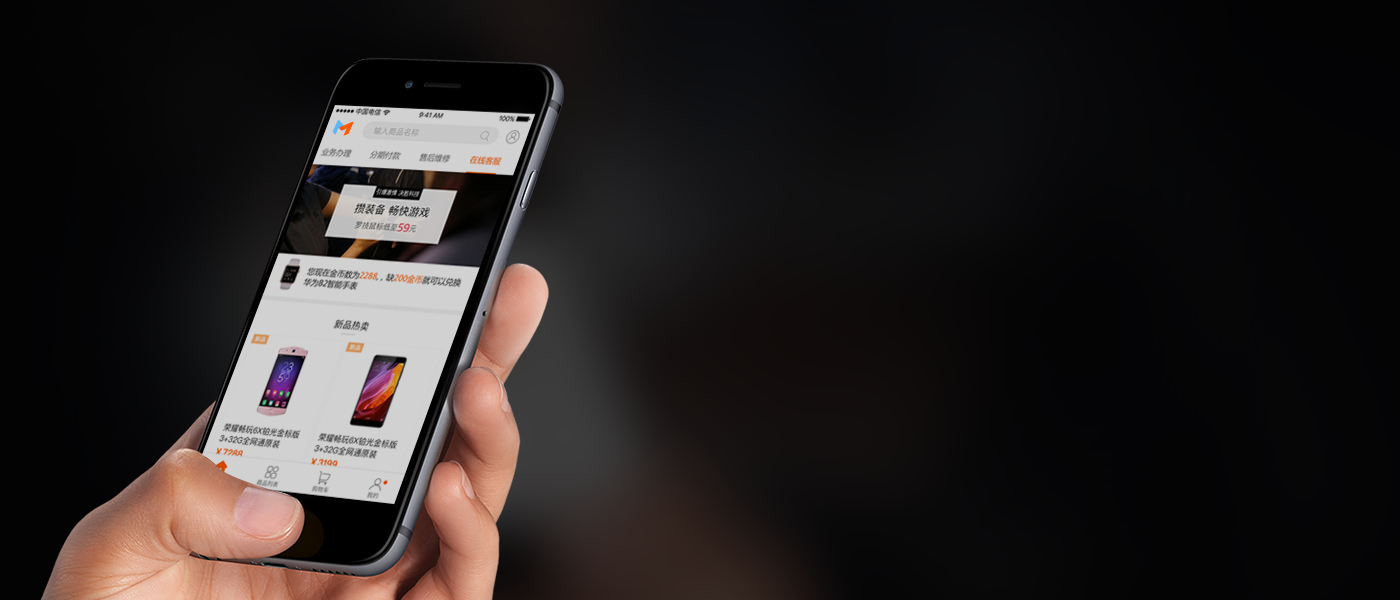 中国电信
9:41 AM
100%
输入商品名称
业务办理 分期付款 售后维修 在线客服
引爆激情 决胜科技
攒装备 畅快游戏
罗技鼠标低至59元
您现在金币数为2288,，缺200金币就可以兑换
华为B2智能手表
新品热卖
新品 新品
荣耀畅玩6X铂光金标版
3+32G全网通原装
¥7288
荣耀畅玩6X铂光金标版
3+32G全网通原装
¥3199
商品列表 购物车 我的